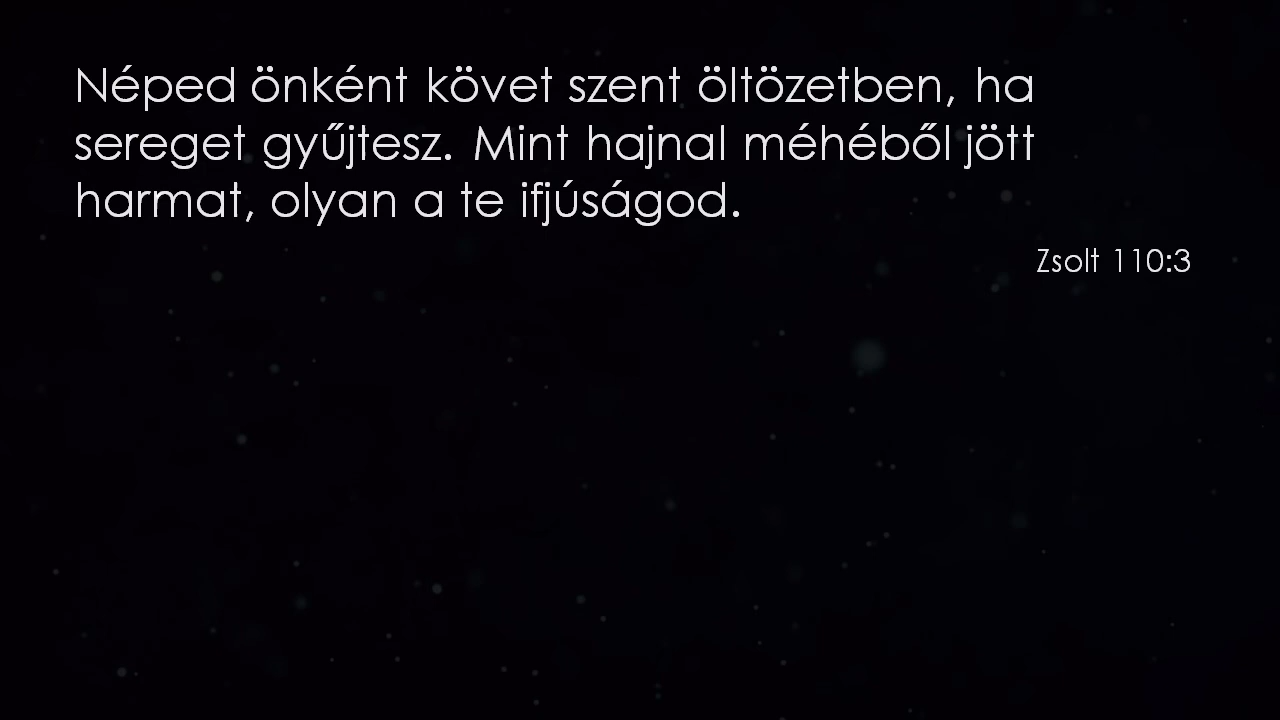 Néped önként követ szent öltözetben, ha
sereget gyűjtesz. Mint hajnal méhéből jött
harmat, olyan a te ifjúságod.
Zsolt 110:3